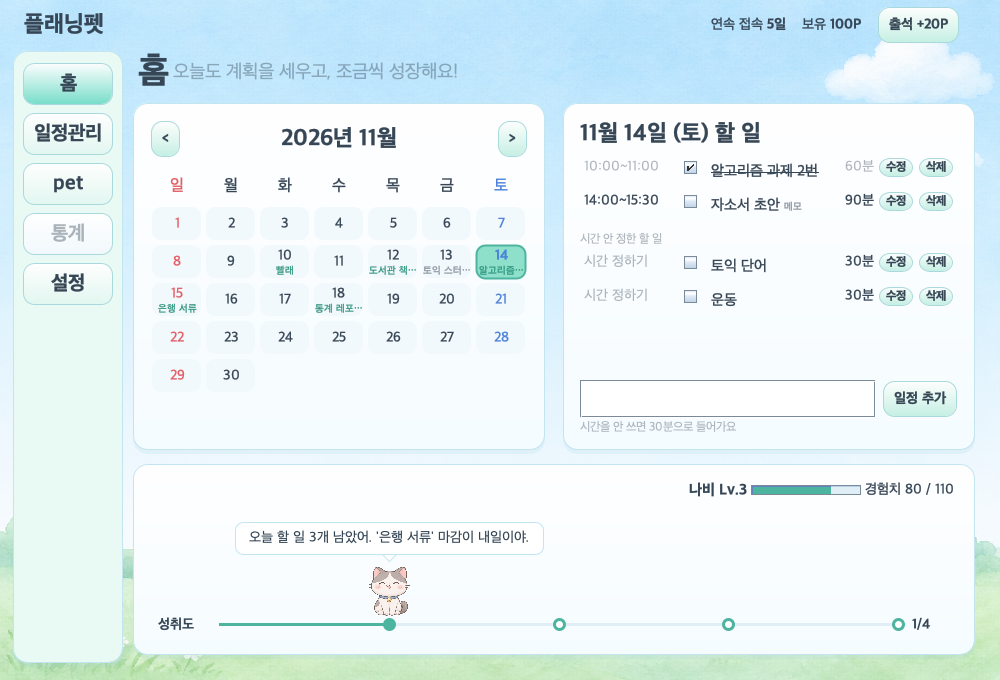 플래닝펫
연속 접속 5일 보유 100P 출석 +20P
홈
일정관리
pet
통계
설정
홈 오늘도 계획을 세우고, 조금씩 성장해요!
< 2026년 11월 >
일 월 화 수 목 금 토
1 2 3 4 5 6 7
8 9 10 11 12 13 14
빨래 도서관 책… 토익 스터… 알고리즘…
15 16 17 18 19 20 21
은행 서류 통계 레포…
22 23 24 25 26 27 28
29 30
11월 14일 (토) 할 일
10:00~11:00 알고리즘 과제 2번 60분 수정 삭제
14:00~15:30 자소서 초안 메모 90분 수정 삭제
시간 안 정한 할 일
시간 정하기 토익 단어 30분 수정 삭제
시간 정하기 운동 30분 수정 삭제
일정 추가
시간을 안 쓰면 30분으로 들어가요
나비 Lv.3 경험치 80 / 110
오늘 할 일 3개 남았어. '은행 서류' 마감이 내일이야.
성취도 1/4